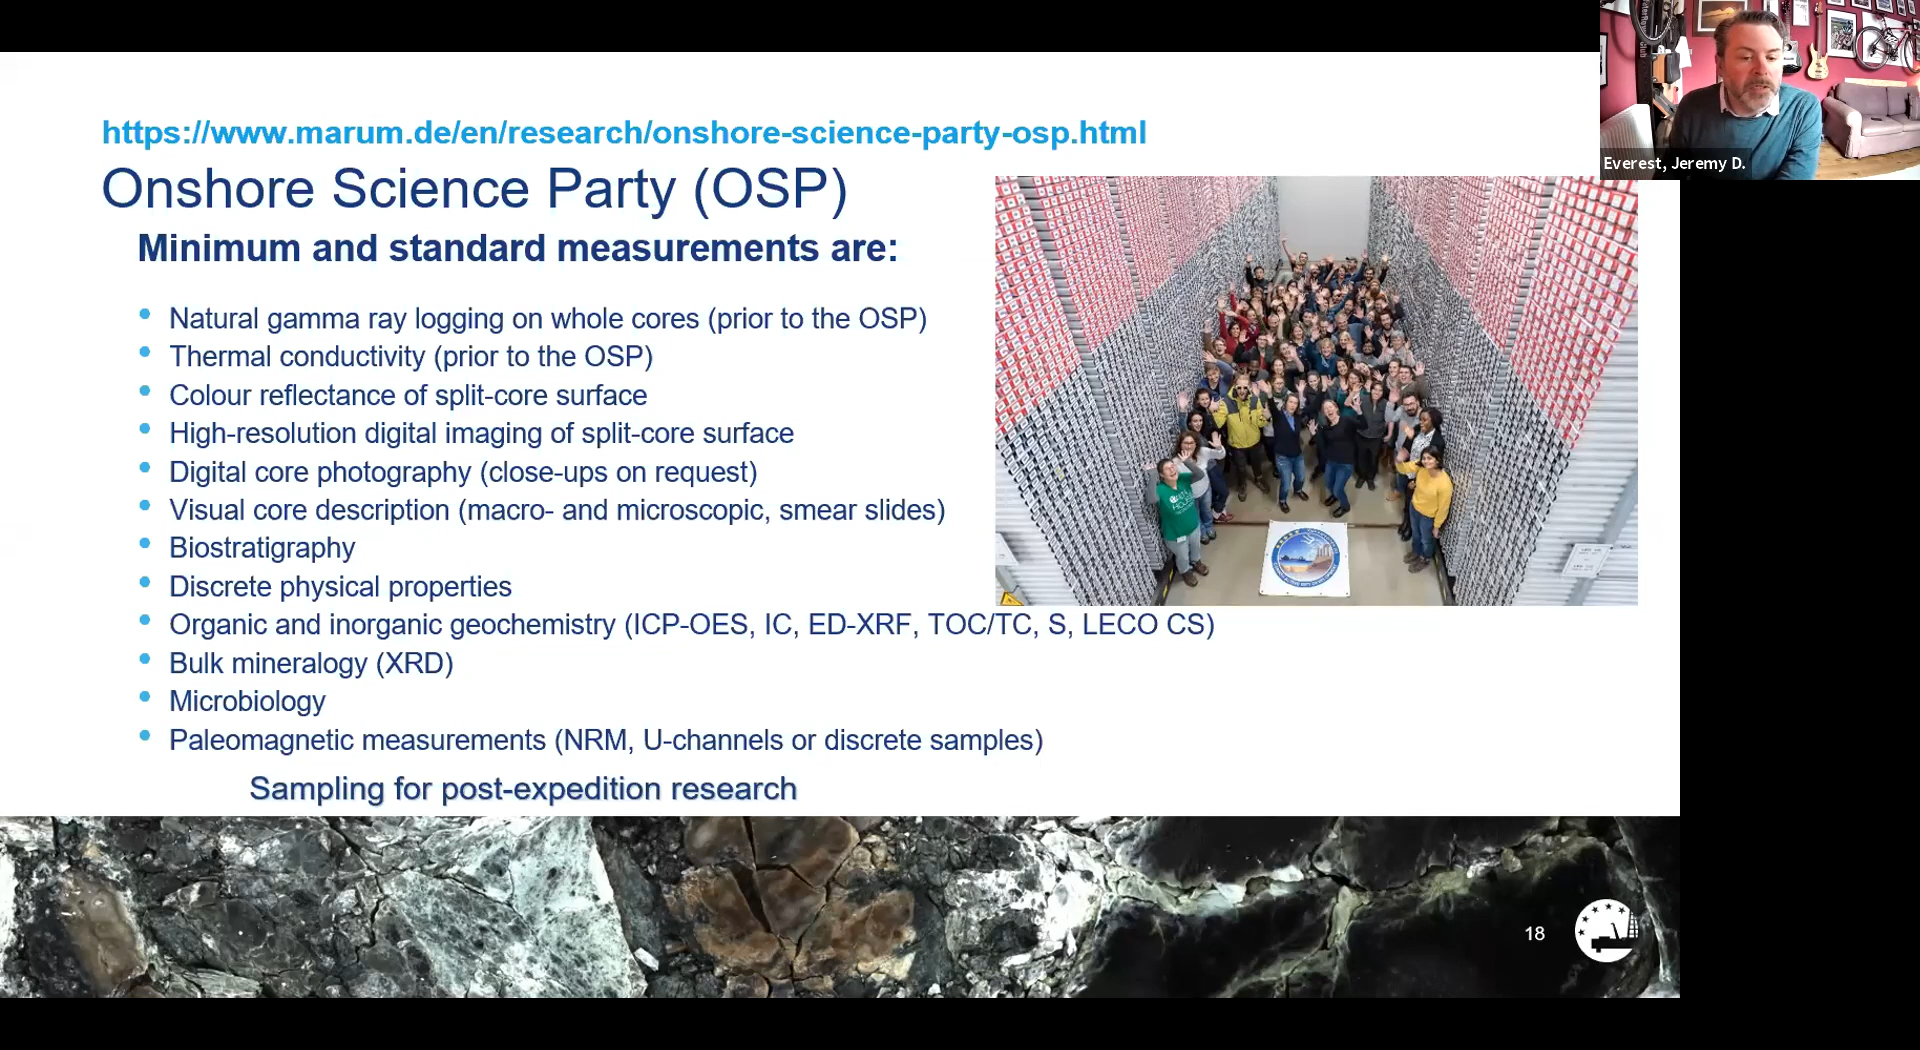 https://www.marum.de/en/research/onshore-science-party-osp.html
Onshore Science Party (OSP)
Minimum and standard measurements are:
Natural gamma ray logging on whole cores (prior to the OSP)
Thermal conductivity (prior to the OSP)
Colour reflectance of split-core surface
High-resolution digital imaging of split-core surface
Digital core photography (close-ups on request)
Visual core description (macro- and microscopic, smear slides)
Biostratigraphy
Discrete physical properties
Organic and inorganic geochemistry (ICP-OES, IC, ED-XRF, TOC/TC, S, LECO CS)
Bulk mineralogy (XRD)
Microbiology
Paleomagnetic measurements (NRM, U-channels or discrete samples)
Sampling for post-expedition research
18
Everest, Jeremy D.